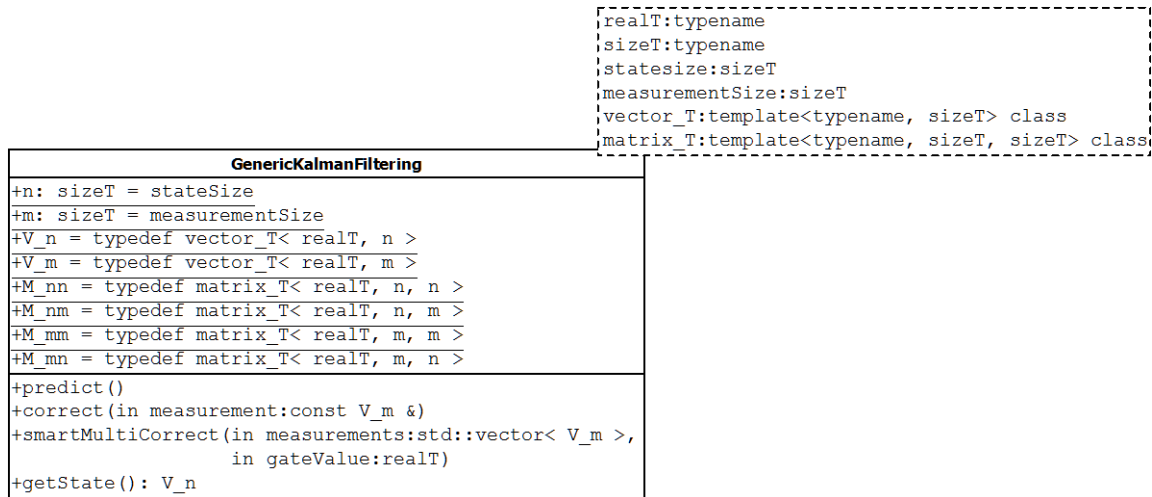 realT:typename
sizeT:typename
statesize:sizeT
measurementSize:sizeT
vector_T:template<typename, sizeT> class
matrix_T:template<typename, sizeT, sizeT> class
GenericKalmanFiltering
+n: sizeT = stateSize
+m: sizeT = measurementSize
+V_n = typedef vector_T< realT, n >
+V_m = typedef vector_T< realT, m >
+M_nn = typedef matrix_T< realT, n, n >
+M_nm = typedef matrix_T< realT, n, m >
+M_mm = typedef matrix_T< realT, m, m >
+M_mn = typedef matrix_T< realT, m, n >
+predict()
+correct(in measurement:const V_m &)
+smartMultiCorrect(in measurements:std::vector< V_m >,
in gateValue:realT)
+getState(): V_n